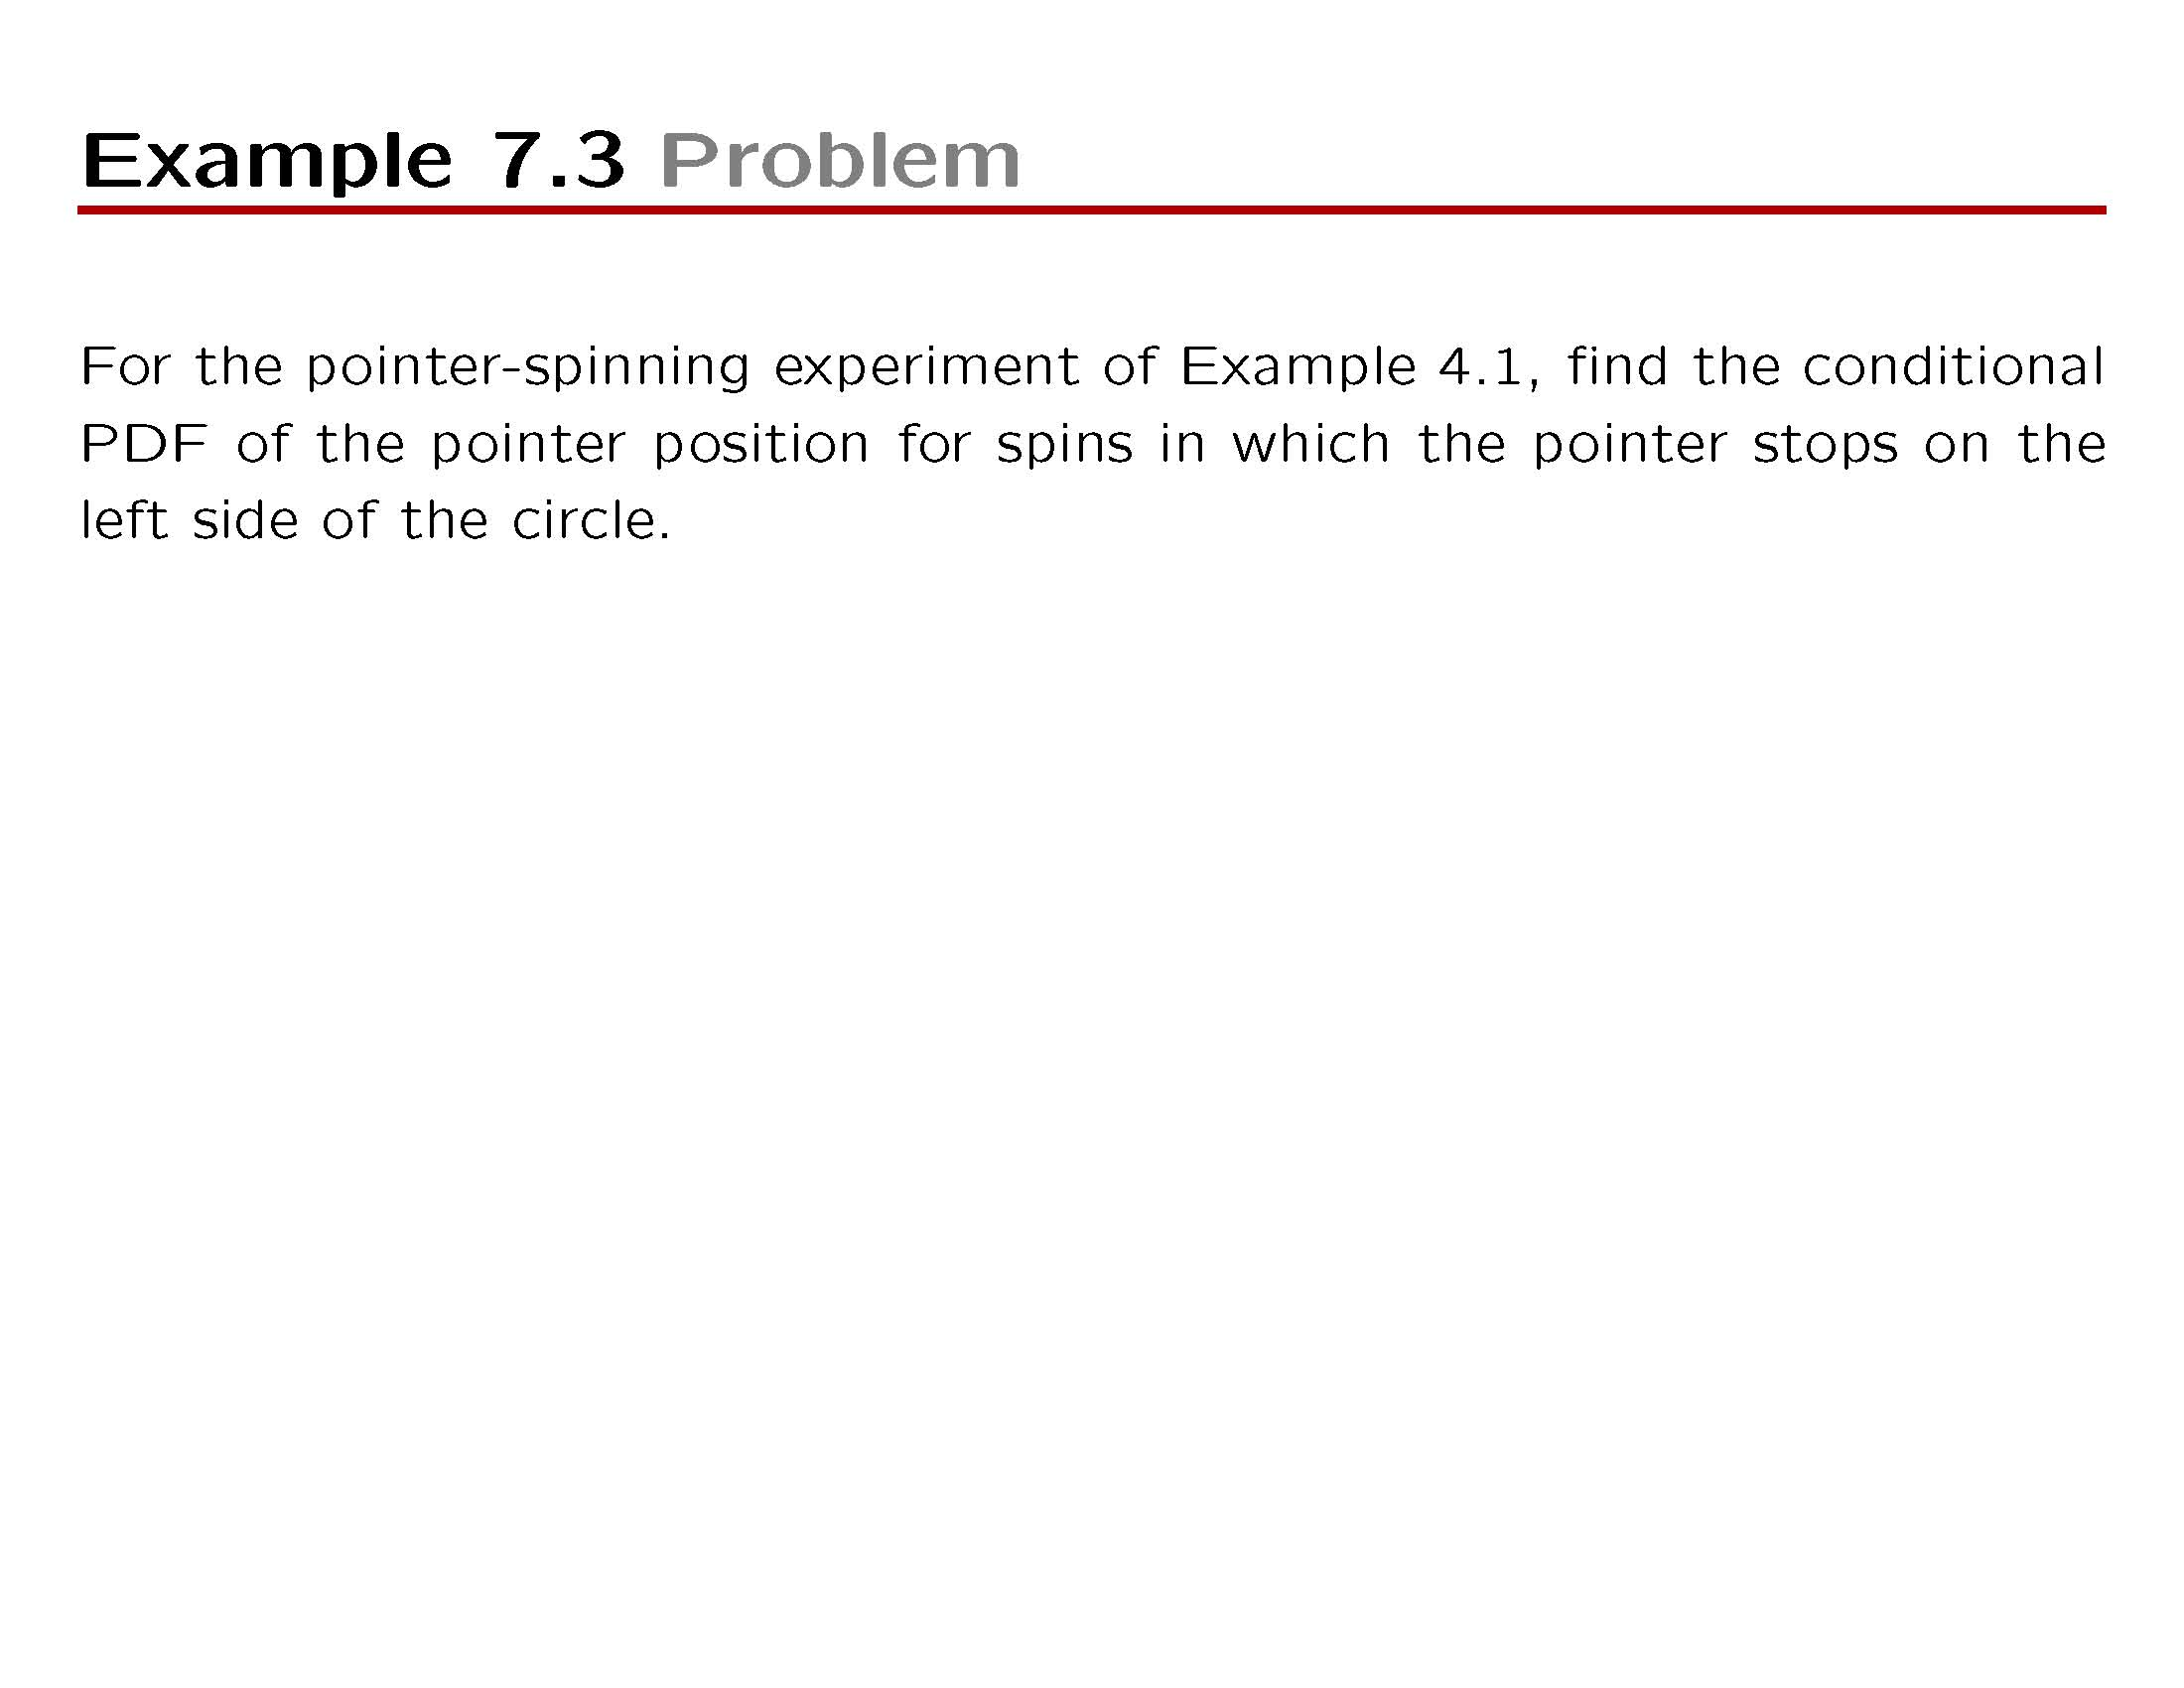 Example 7.3 Problem
For the pointer-spinning experiment of Example 4.1, find the conditional
PDF of the pointer position for spins in which the pointer stops on the
left side of the circle.